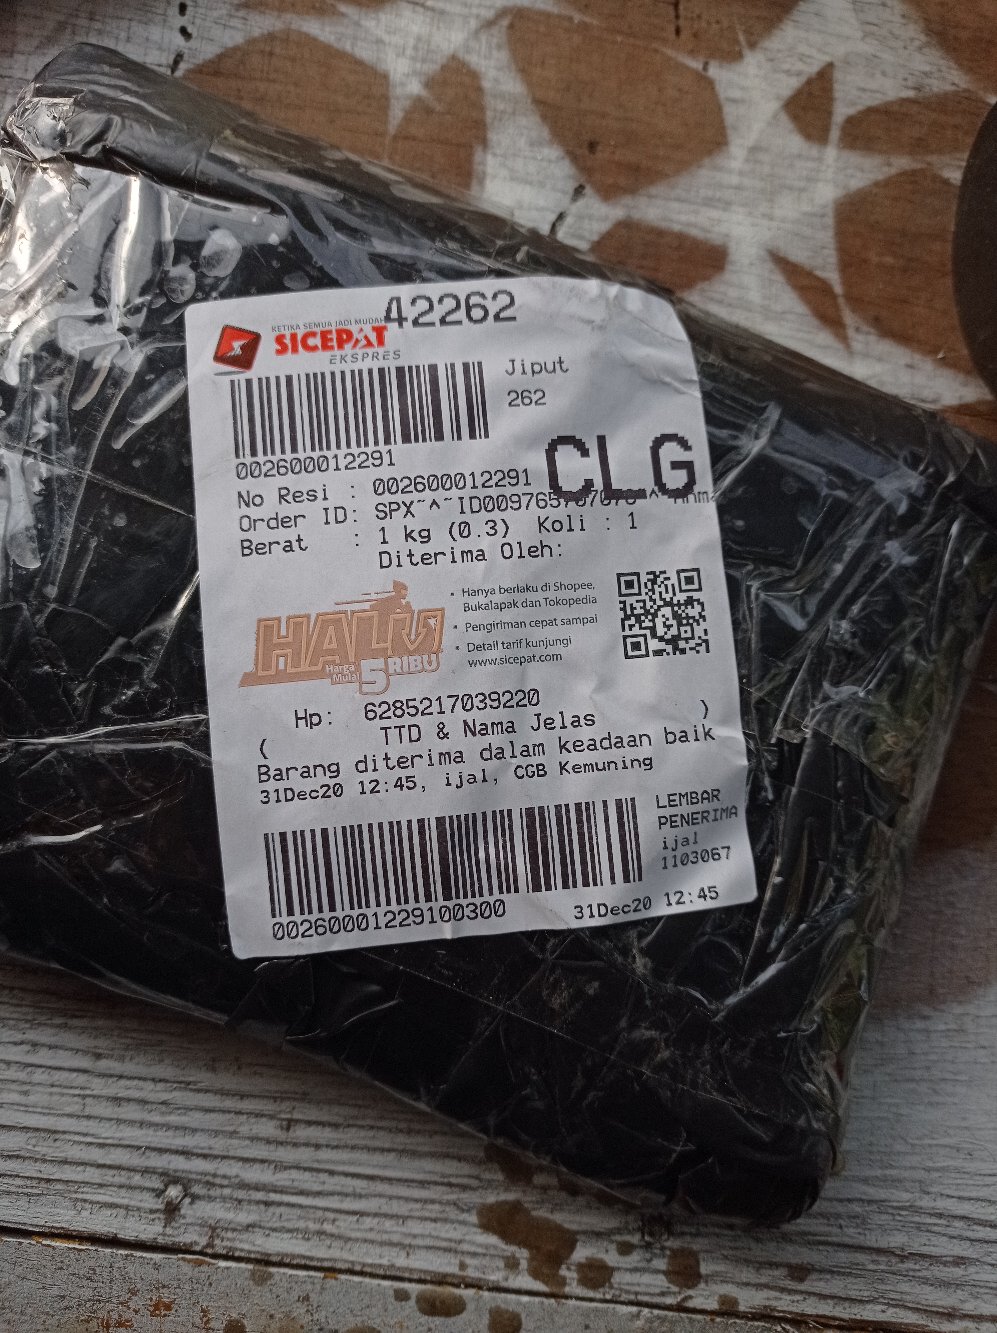 42262
KETIKA SEMUA JADI MUDAH
SICEPAT
EKSPRES
Jiput
262
002600012291
CLG
No Resi : 002600012291
Order ID: SPX~^~ID009765
Berat : 1 kg (0.3) Koli : 1
Diterima Oleh:
HALU
Harga Mulai 5 RIBU
• Hanya berlaku di Shopee,
Bukalapak dan Tokopedia
• Pengiriman cepat sampai
• Detail tarif kunjungi
www.sicepat.com
Hp: 6285217039220
( TTD & Nama Jelas )
Barang diterima dalam keadaan baik
31Dec20 12:45, ijal, CGB Kemuning
LEMBAR
PENERIMA
ijal
1103067
00260001229100300
31Dec20 12:45